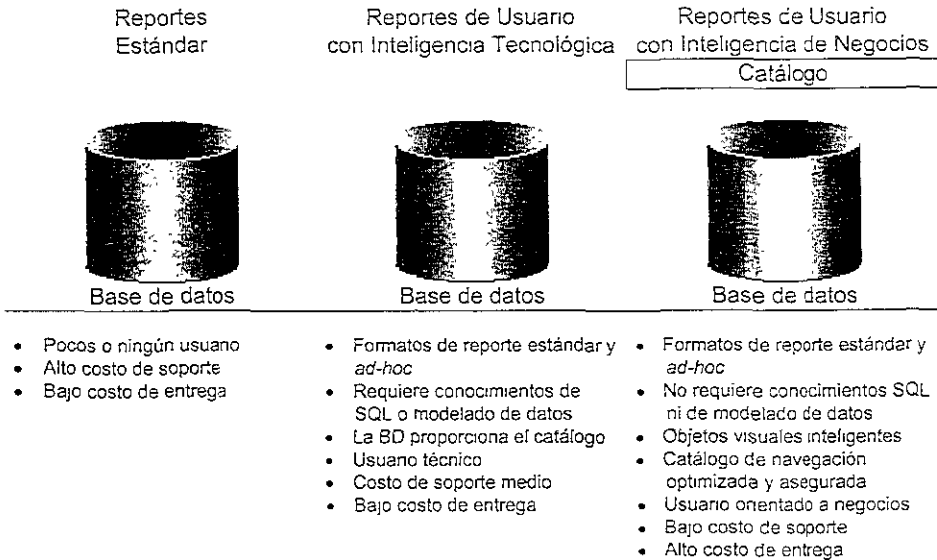 Reportes
Estándar
Reportes de Usuario
con Inteligencia Tecnológica
Reportes de Usuario
con Inteligencia de Negocios
Catálogo
Base de datos
Base de datos
Base de datos
• Pocos o ningún usuario
• Alto costo de soporte
• Bajo costo de entrega
• Formatos de reporte estándar y
ad-hoc
• Requiere conocimientos de
SQL o modelado de datos
• La BD proporciona el catálogo
• Usuario técnico
• Costo de soporte medio
• Bajo costo de entrega
• Formatos de reporte estándar y
ad-hoc
• No requiere conocimientos SQL
ni de modelado de datos
• Objetos visuales inteligentes
• Catálogo de navegación
optimizada y asegurada
• Usuario orientado a negocios
• Bajo costo de soporte
• Alto costo de entrega